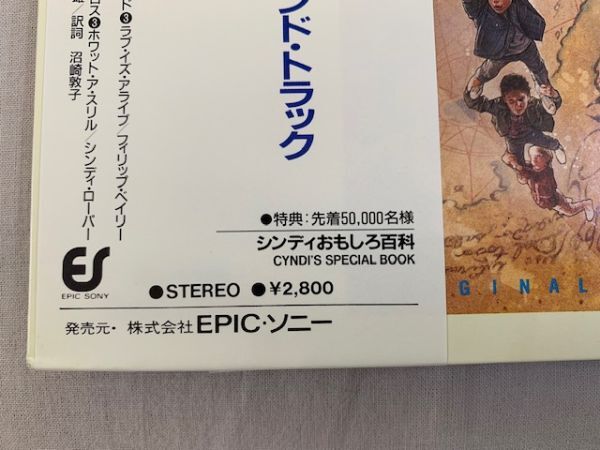 ンド・トラック
ド❸ラブ・イズ・アライブ/フィリップ・ベイリー
ロス❸ホワット・ア・スリル/シンディ・ローパー
/訳詞 沼崎敦子
●特典:先着50,000名様
シンディおもしろ百科
CYNDI'S SPECIAL BOOK
ES
EPIC SONY
●STEREO ●¥2,800
発売元・株式会社EPIC・ソニー
GINAL